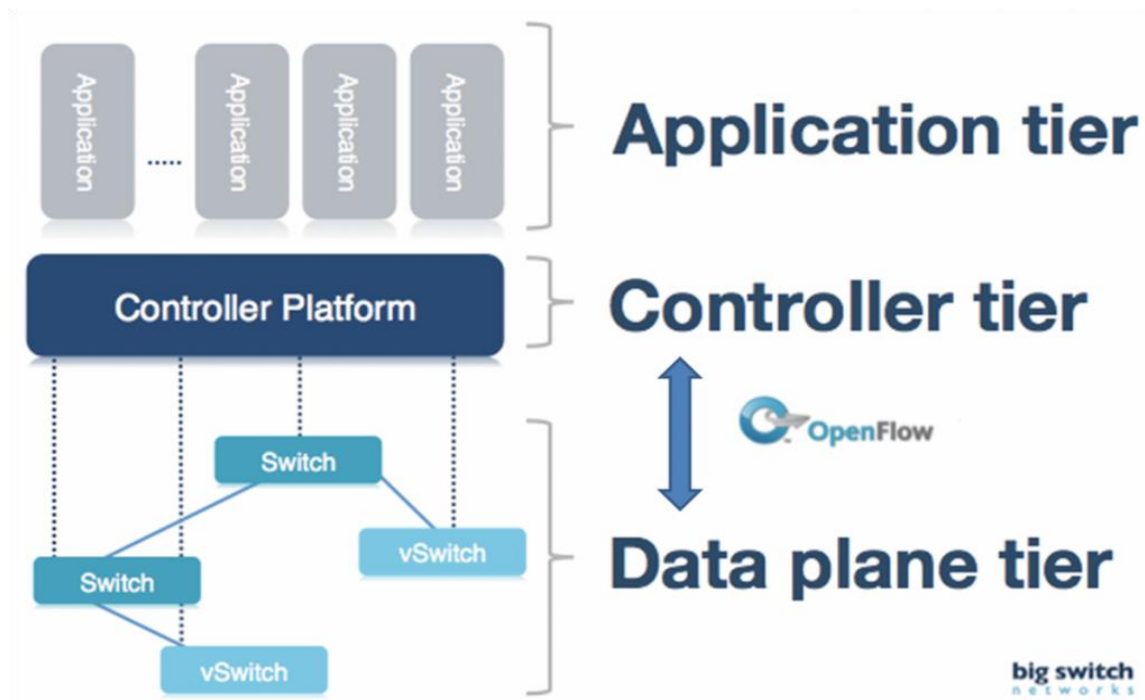 Application
.....
Application
Application
Application
Application tier
Controller Platform
Controller tier
OpenFlow
™
Switch
vSwitch
Switch
vSwitch
Data plane tier
big switch
networks